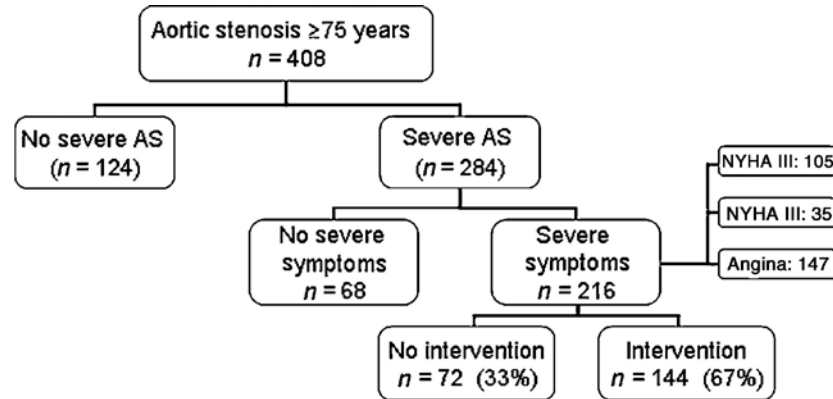 Aortic stenosis ≥75 years
n = 408
No severe AS
(n = 124)
Severe AS
(n = 284)
NYHA III: 105
NYHA III: 35
Angina: 147
No severe
symptoms
n = 68
Severe
symptoms
n = 216
No intervention
n = 72 (33%)
Intervention
n = 144 (67%)